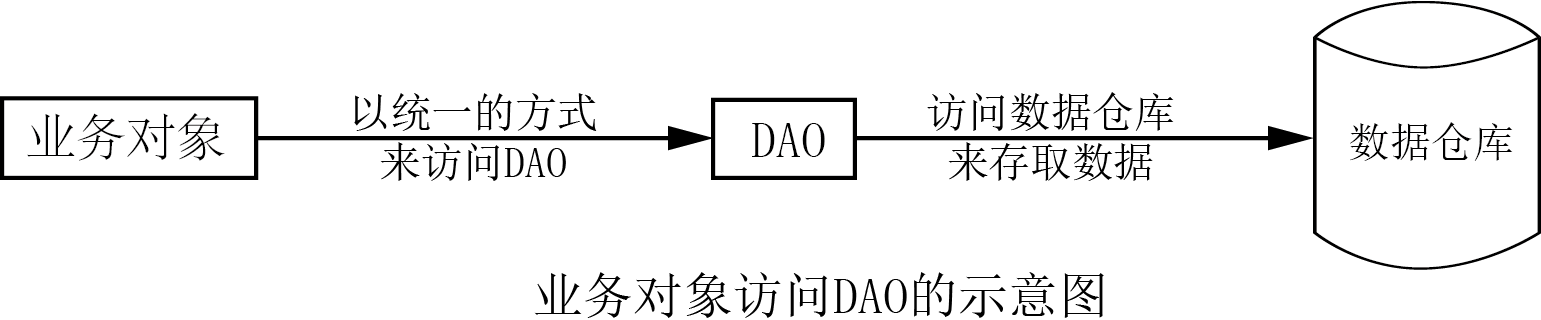 业务对象
以统一的方式
来访问DAO
DAO
访问数据仓库
来存取数据
数据仓库
业务对象访问DAO的示意图